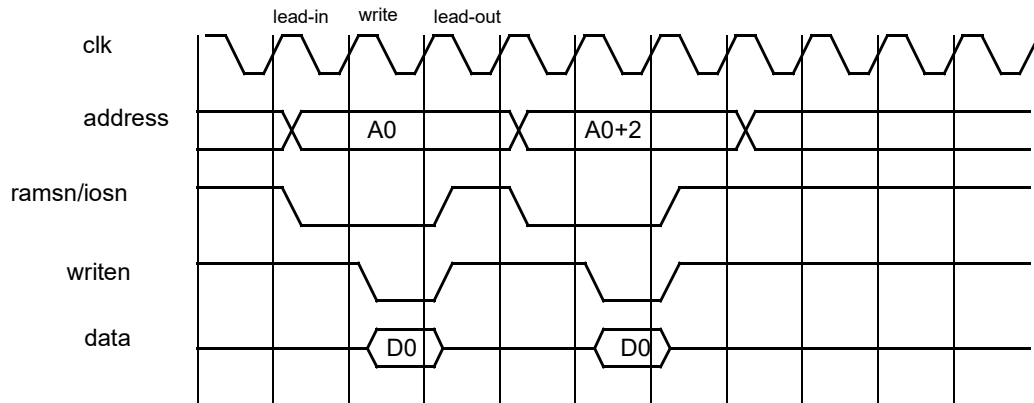 lead-in write lead-out
clk
address A0 A0+2
ramsn/iosn
writen
data D0 D0